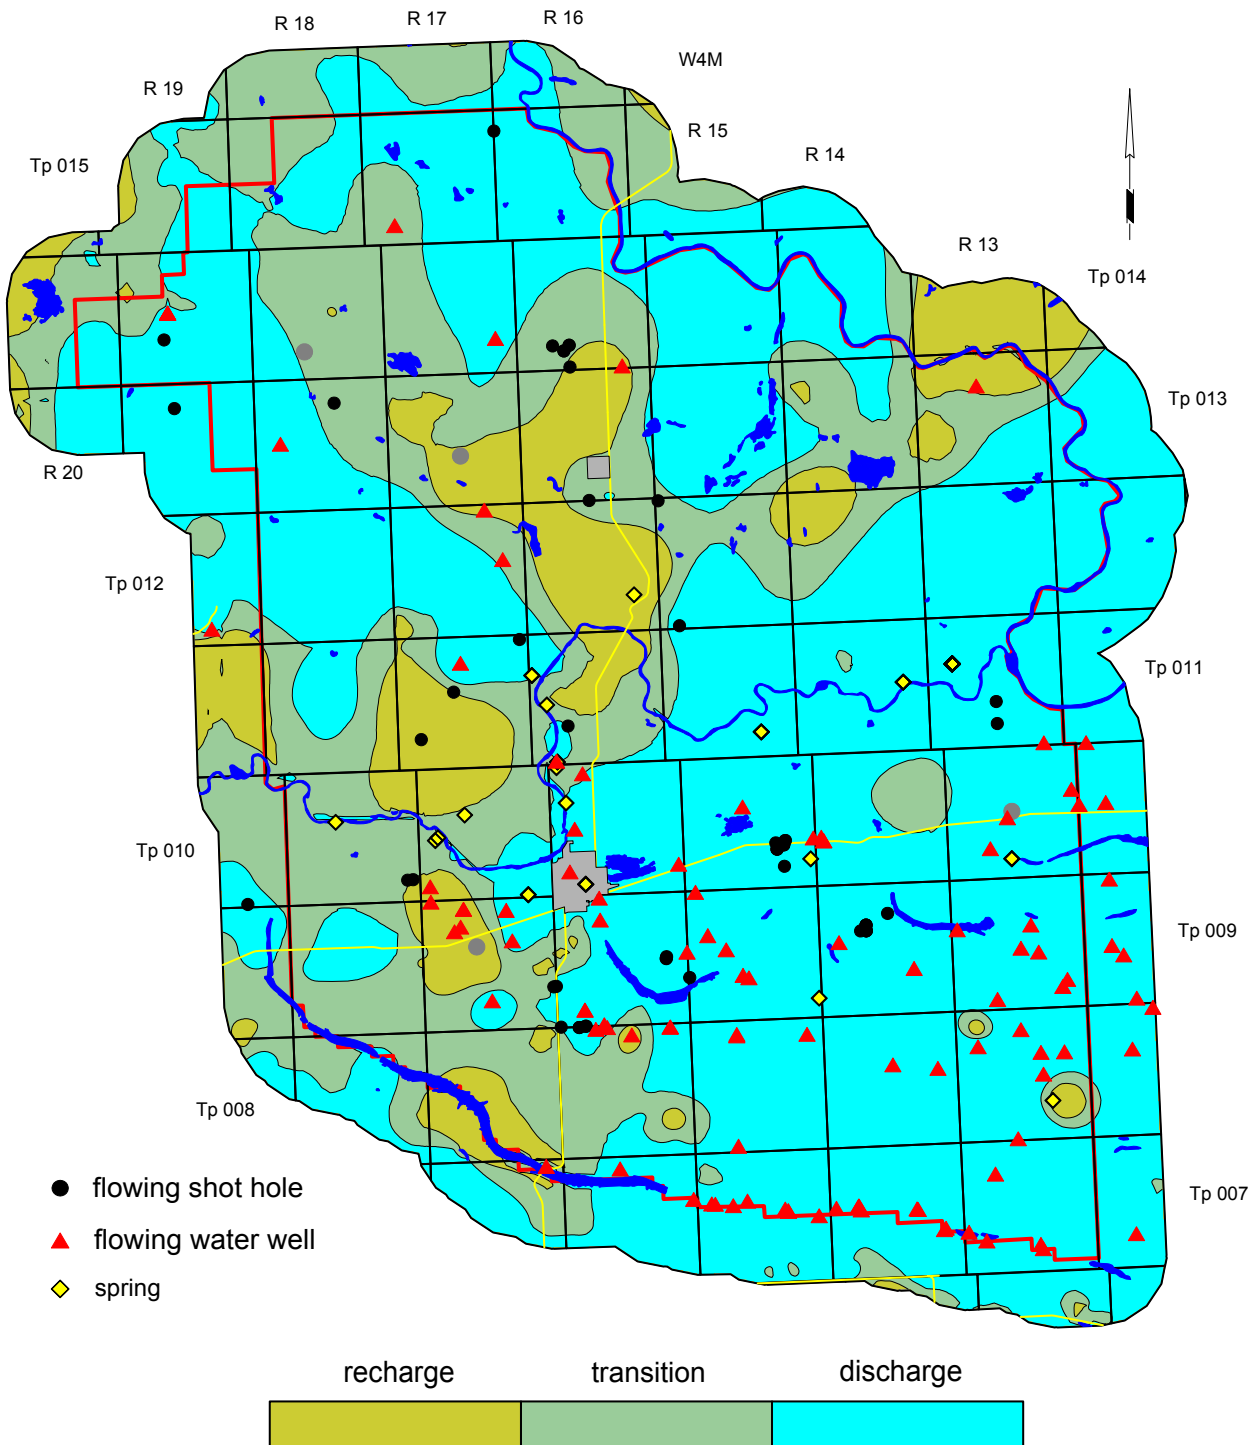 R 16
R 17
R 18
W4M
R 19
R 15
R 14
Tp 015
R 13
Tp 014
Tp 013
R 20
Tp 012
Tp 011
Tp 010
Tp 009
Tp 008
flowing shot hole
Tp 007
flowing water well
spring
recharge transition discharge